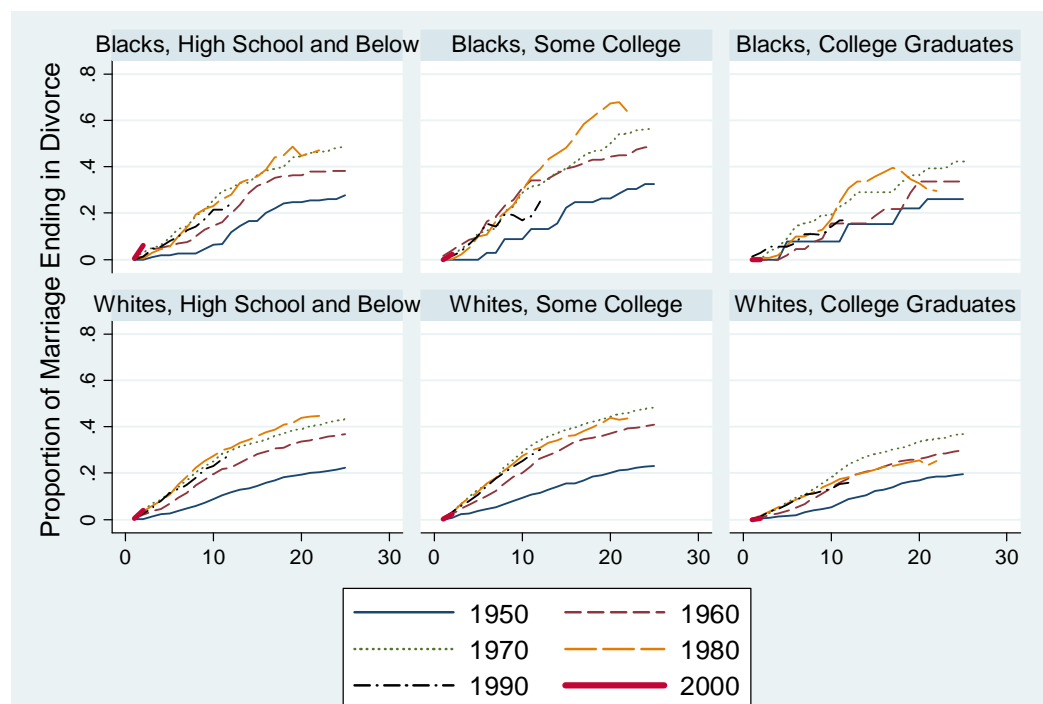 Proportion of Marriage Ending in Divorce
Blacks, High School and Below
Blacks, Some College
Blacks, College Graduates
.8
.6
.4
.2
0
Whites, High School and Below
Whites, Some College
Whites, College Graduates
.8
.6
.4
.2
0
0 10 20 30
0 10 20 30
0 10 20 30
1950 1960
1970 1980
1990 2000